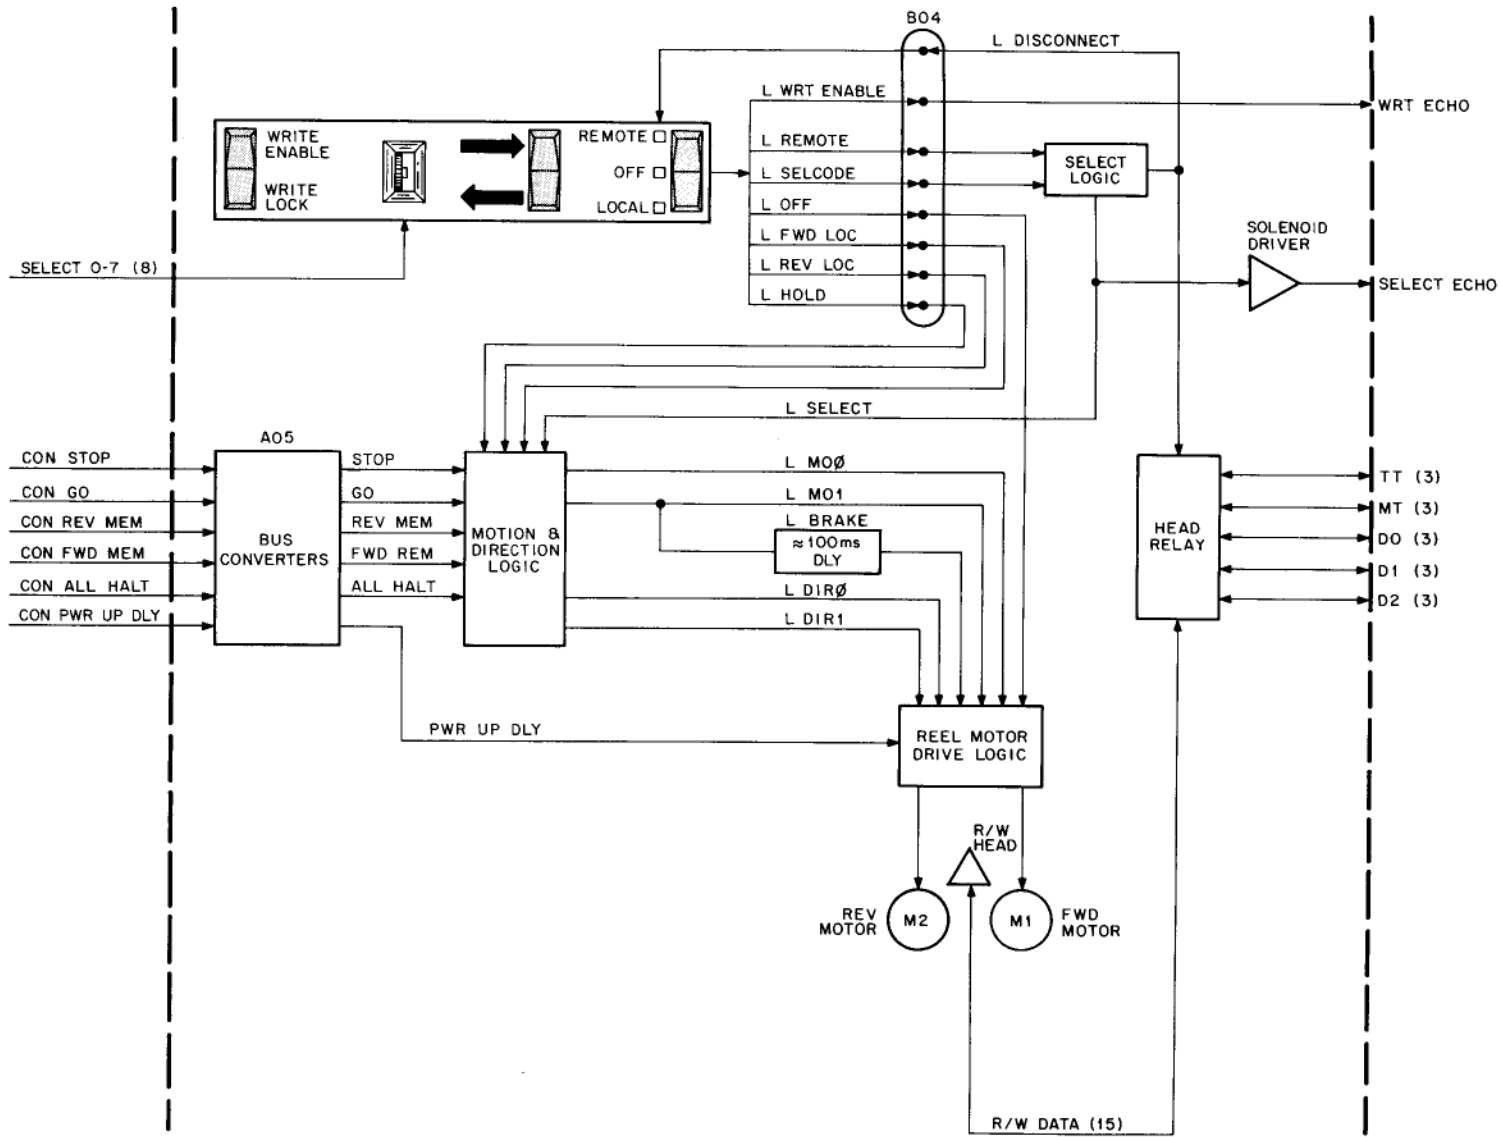 B04
L DISCONNECT
L WRT ENABLE
WRT ECHO
WRITE
ENABLE
WRITE
LOCK
REMOTE
OFF
LOCAL
L REMOTE
L SELCODE
L OFF
L FWD LOC
L REV LOC
L HOLD
SELECT
LOGIC
SOLENOID
DRIVER
SELECT ECHO
SELECT 0-7 (8)
L SELECT
A05
CON STOP
CON GO
CON REV MEM
CON FWD MEM
CON ALL HALT
CON PWR UP DLY
BUS
CONVERTERS
STOP
GO
REV MEM
FWD REM
ALL HALT
MOTION &
DIRECTION
LOGIC
L MOØ
L MO1
L BRAKE
≈100ms
DLY
L DIRØ
L DIR1
HEAD
RELAY
TT (3)
MT (3)
D0 (3)
D1 (3)
D2 (3)
PWR UP DLY
REEL MOTOR
DRIVE LOGIC
R/W
HEAD
REV
MOTOR
M2
M1
FWD
MOTOR
R/W DATA (15)